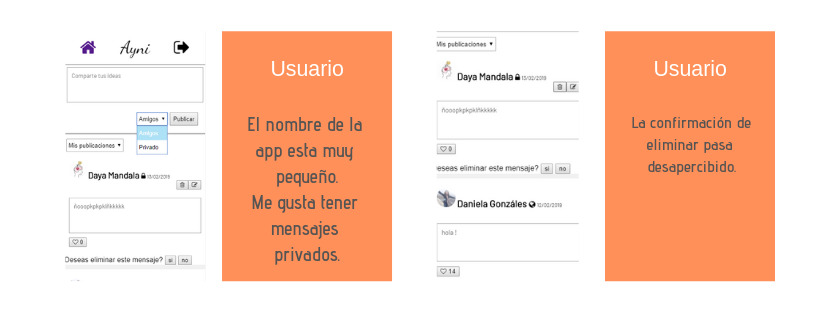 Ayni
Comparte tus ideas
Amigos Publicar
Amigos
Privado
Mis publicaciones
Daya Mandala 13/02/2019
ñooopkpkpklñkkkkk
0
Deseas eliminar este mensaje? si no
Usuario
El nombre de la
app esta muy
pequeño.
Me gusta tener
mensajes
privados.
Mis publicaciones
Daya Mandala 13/02/2019
ñooopkpkpklñkkkkk
0
eseas eliminar este mensaje? si no
Daniela Gonzáles 12/02/2019
hola !
14
Usuario
La confirmación de
eliminar pasa
desapercibido.